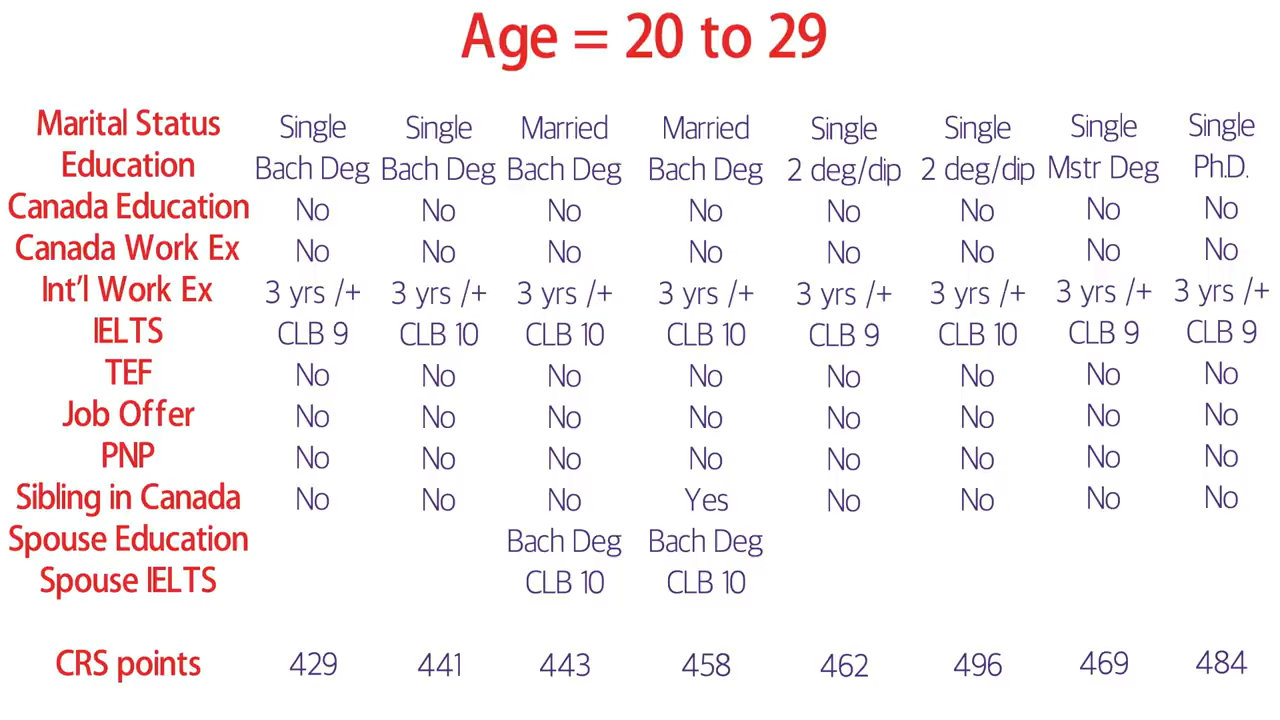 Age = 20 to 29
Marital Status Single Single Married Married Single Single Single Single
Education Bach Deg Bach Deg Bach Deg Bach Deg 2 deg/dip 2 deg/dip Mstr Deg Ph.D.
Canada Education No No No No No No No No
Canada Work Ex No No No No No No No No
Int'l Work Ex 3 yrs /+ 3 yrs /+ 3 yrs /+ 3 yrs /+ 3 yrs /+ 3 yrs /+ 3 yrs /+ 3 yrs /+
IELTS CLB 9 CLB 10 CLB 10 CLB 10 CLB 9 CLB 10 CLB 9 CLB 9
TEF No No No No No No No No
Job Offer No No No No No No No No
PNP No No No No No No No No
Sibling in Canada No No No Yes No No No No
Spouse Education Bach Deg Bach Deg
Spouse IELTS CLB 10 CLB 10
CRS points 429 441 443 458 462 496 469 484